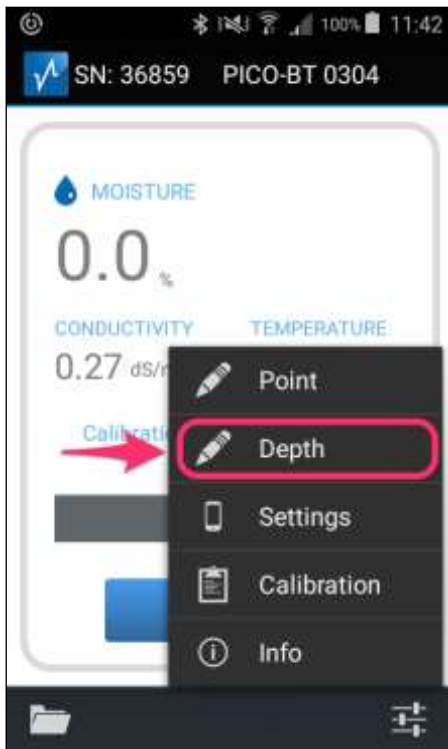 100% 11:42
SN: 36859 PICO-BT 0304
MOISTURE
0.0 %
CONDUCTIVITY TEMPERATURE
0.27 dS/
Point
Depth
Settings
Calibration
Info